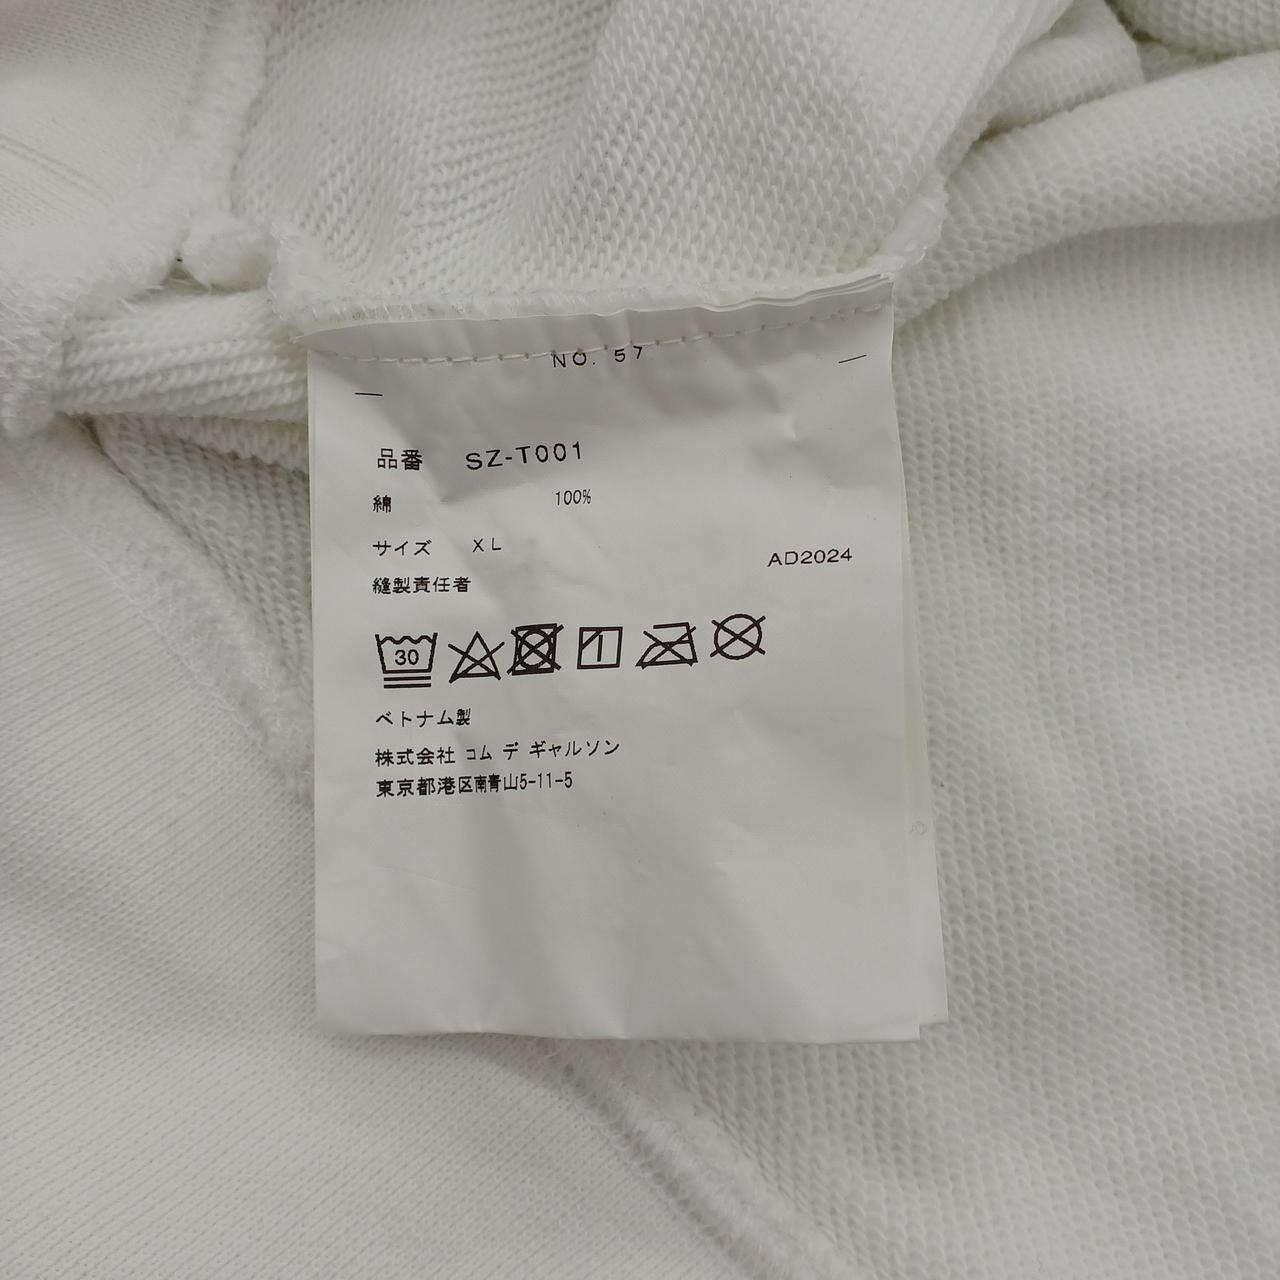 NO. 57
品番 SZ-T001
綿 100%
サイズ XL
AD2024
縫製責任者
30
ベトナム製
株式会社 コム デ ギャルソン
東京都港区南青山5-11-5